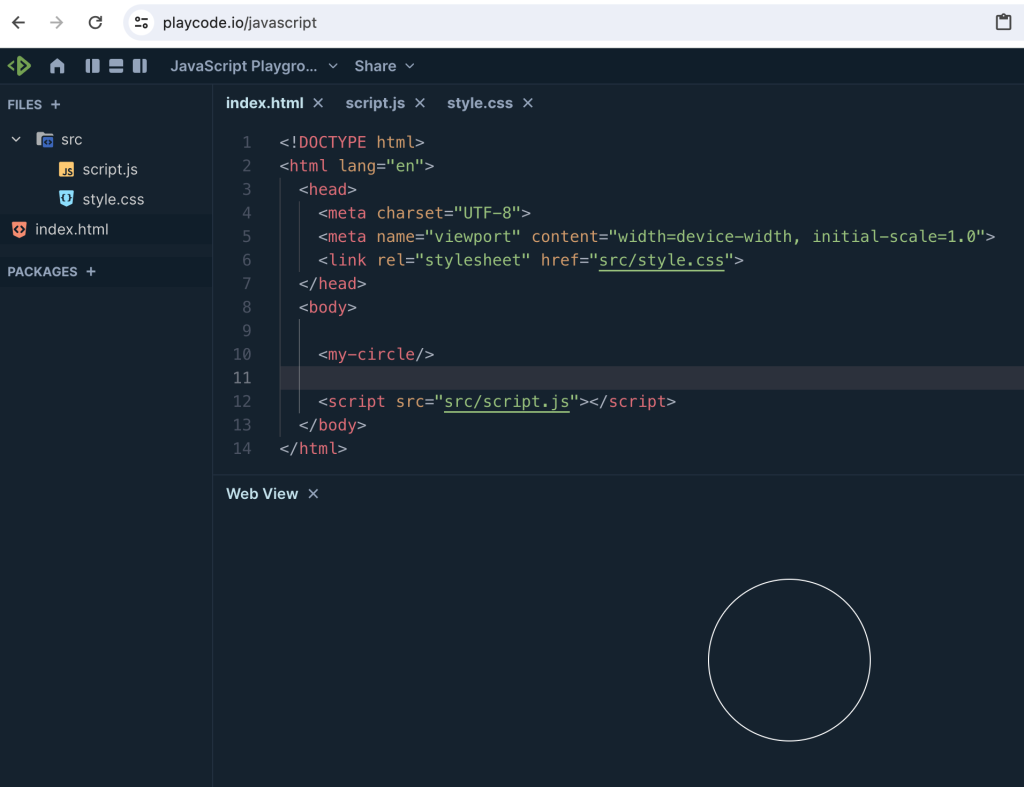 playcode.io/javascript
JavaScript Playgro... Share
FILES +
src
script.js
style.css
index.html
PACKAGES +
index.html script.js style.css
1 <!DOCTYPE html>
2 <html lang="en">
3 <head>
4 <meta charset="UTF-8">
5 <meta name="viewport" content="width=device-width, initial-scale=1.0">
6 <link rel="stylesheet" href="src/style.css">
7 </head>
8 <body>
9
10 <my-circle/>
11
12 <script src="src/script.js"></script>
13 </body>
14 </html>
Web View